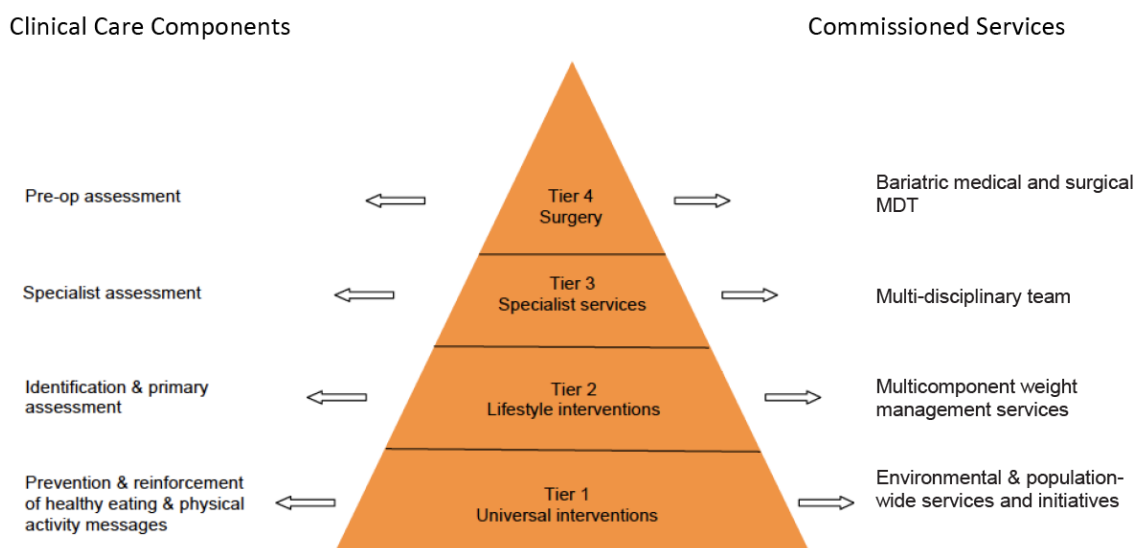 Clinical Care Components
Commissioned Services
Pre-op assessment
Tier 4
Surgery
Bariatric medical and surgical
MDT
Specialist assessment
Tier 3
Specialist services
Multi-disciplinary team
Identification & primary
assessment
Tier 2
Lifestyle interventions
Multicomponent weight
management services
Prevention & reinforcement
of healthy eating & physical
activity messages
Tier 1
Universal interventions
Environmental & population-
wide services and initiatives